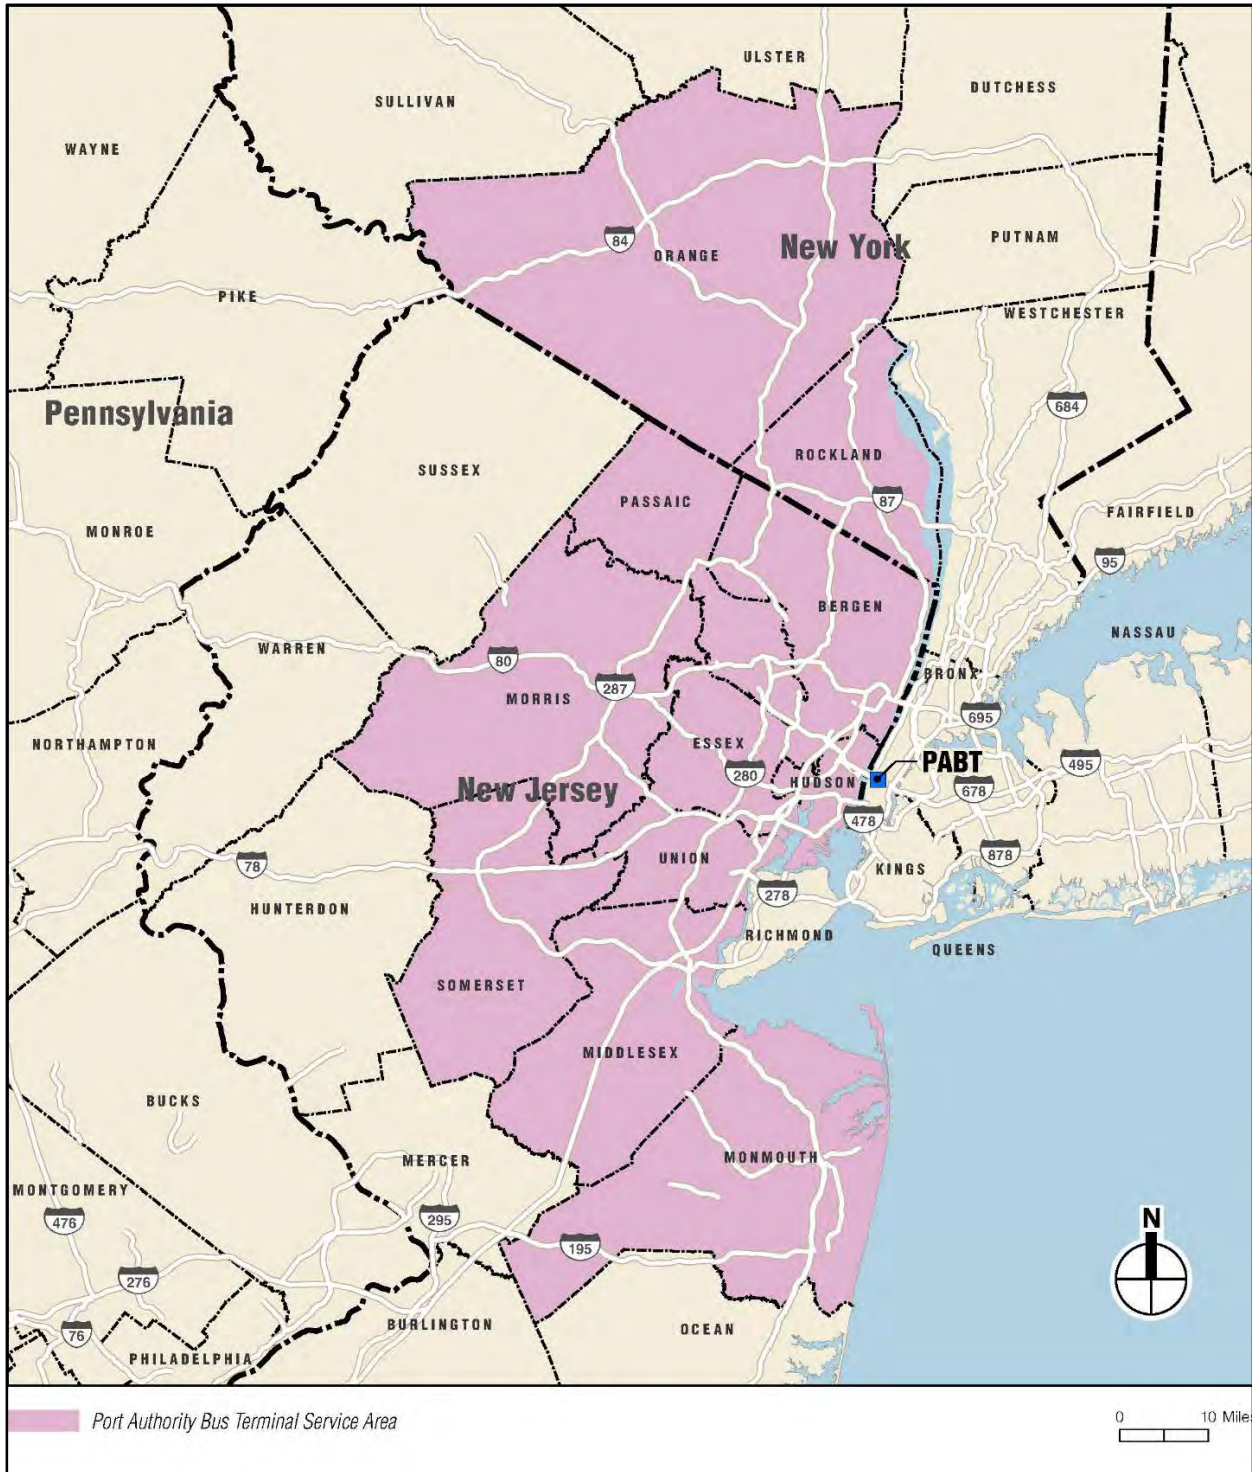 ULSTER
DUTCHESS
SULLIVAN
WAYNE
PUTNAM
84
ORANGE
New York
PIKE
WESTCHESTER
Pennsylvania
684
ROCKLAND
SUSSEX
PASSAIC
87
FAIRFIELD
MONROE
95
BERGEN
NASSAU
WARREN
80
BRONX
287
MORRIS
695
NORTHAMPTON
ESSEX
PABT
495
280
HUDSON
678
New Jersey
478
878
UNION
78
KINGS
278
HUNTERDON
RICHMOND
QUEENS
SOMERSET
MIDDLESEX
BUCKS
MERCER
MONMOUTH
MONTGOMERY
476
295
195
N
276
76
BURLINGTON
OCEAN
PHILADELPHIA
Port Authority Bus Terminal Service Area
0 10 Miles